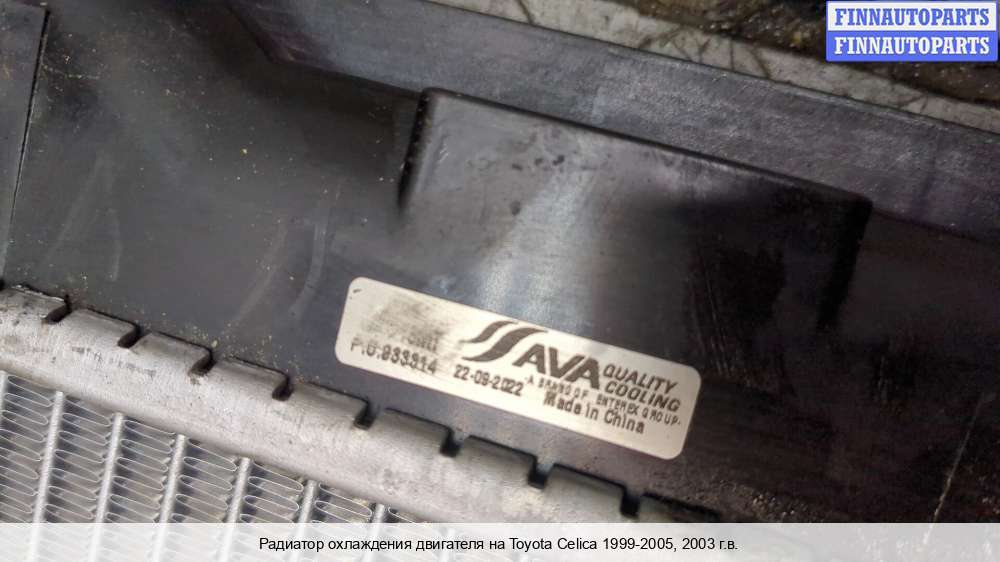 FINNAUTOPARTS
FINNAUTOPARTS
P.O.933314
22-09-2022
AVA QUALITY COOLING
A BRAND OF ENTEREX GROUP
Made in China
Радиатор охлаждения двигателя на Toyota Celica 1999-2005, 2003 г.в.